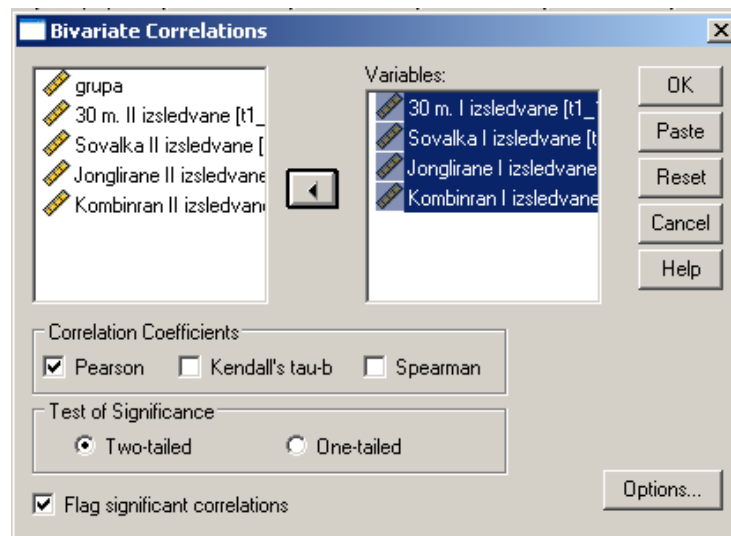 Bivariate Correlations
grupa
30 m. II izsledvane [t1_
Sovalka II izsledvane [
Jonglirane II izsledvane
Kombinran II izsledvan
Variables:
30 m. I izsledvane [t1_
Sovalka I izsledvane [t
Jonglirane I izsledvane
Kombinran I izsledvane
OK
Paste
Reset
Cancel
Help
Correlation Coefficients
Pearson
Kendall's tau-b
Spearman
Test of Significance
Two-tailed
One-tailed
Flag significant correlations
Options...